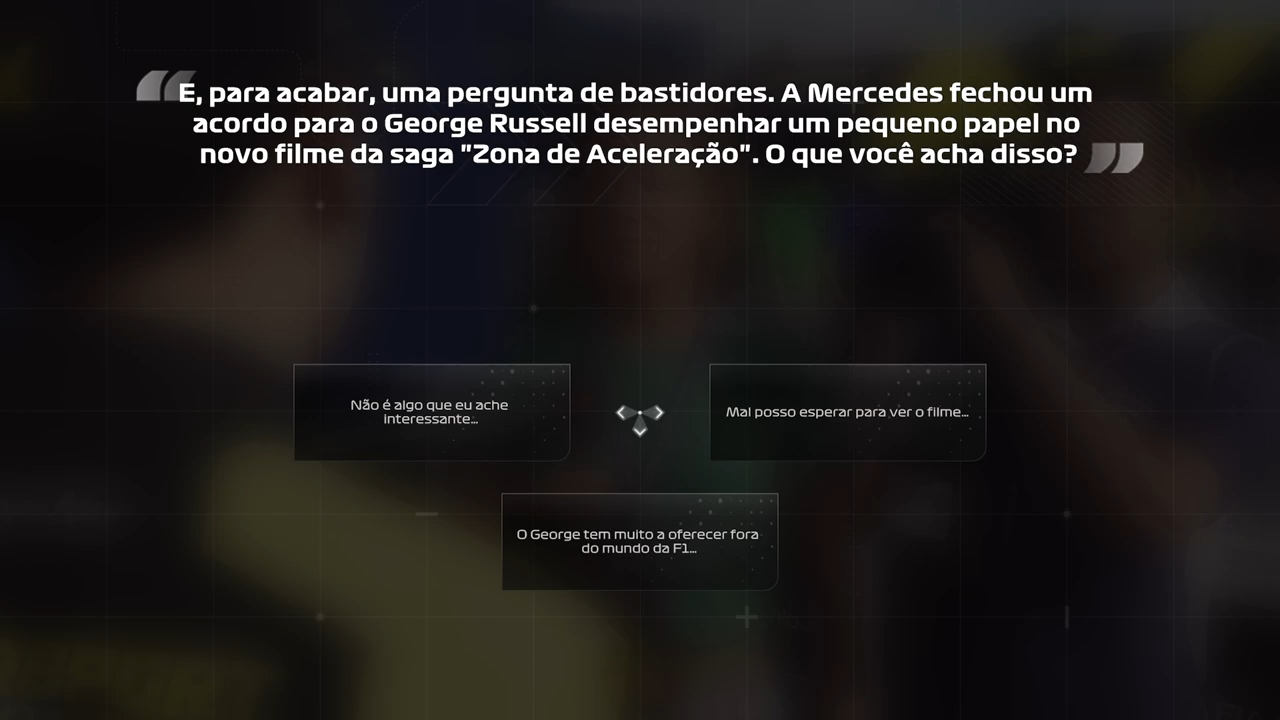 E, para acabar, uma pergunta de bastidores. A Mercedes fechou um
acordo para o George Russell desempenhar um pequeno papel no
novo filme da saga "Zona de Aceleração". O que você acha disso?
Não é algo que eu ache
interessante...
Mal posso esperar para ver o filme...
O George tem muito a oferecer fora
do mundo da F1...